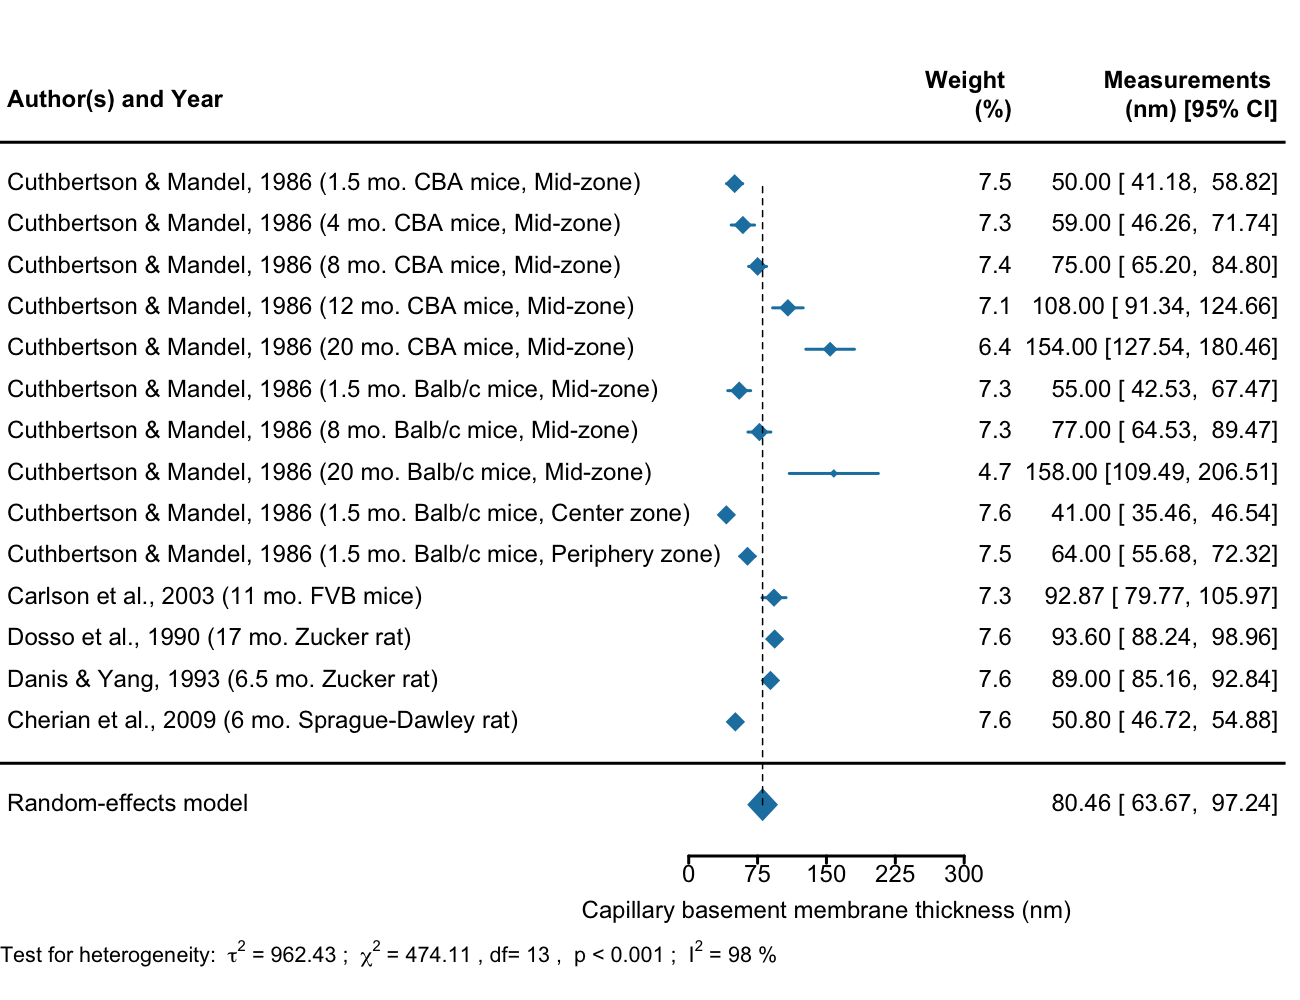 Author(s) and Year
Weight (%)
Measurements (nm) [95% CI]
Cuthbertson & Mandel, 1986 (1.5 mo. CBA mice, Mid-zone) 7.5 50.00 [ 41.18, 58.82]
Cuthbertson & Mandel, 1986 (4 mo. CBA mice, Mid-zone) 7.3 59.00 [ 46.26, 71.74]
Cuthbertson & Mandel, 1986 (8 mo. CBA mice, Mid-zone) 7.4 75.00 [ 65.20, 84.80]
Cuthbertson & Mandel, 1986 (12 mo. CBA mice, Mid-zone) 7.1 108.00 [ 91.34, 124.66]
Cuthbertson & Mandel, 1986 (20 mo. CBA mice, Mid-zone) 6.4 154.00 [127.54, 180.46]
Cuthbertson & Mandel, 1986 (1.5 mo. Balb/c mice, Mid-zone) 7.3 55.00 [ 42.53, 67.47]
Cuthbertson & Mandel, 1986 (8 mo. Balb/c mice, Mid-zone) 7.3 77.00 [ 64.53, 89.47]
Cuthbertson & Mandel, 1986 (20 mo. Balb/c mice, Mid-zone) 4.7 158.00 [109.49, 206.51]
Cuthbertson & Mandel, 1986 (1.5 mo. Balb/c mice, Center zone) 7.6 41.00 [ 35.46, 46.54]
Cuthbertson & Mandel, 1986 (1.5 mo. Balb/c mice, Periphery zone) 7.5 64.00 [ 55.68, 72.32]
Carlson et al., 2003 (11 mo. FVB mice) 7.3 92.87 [ 79.77, 105.97]
Dosso et al., 1990 (17 mo. Zucker rat) 7.6 93.60 [ 88.24, 98.96]
Danis & Yang, 1993 (6.5 mo. Zucker rat) 7.6 89.00 [ 85.16, 92.84]
Cherian et al., 2009 (6 mo. Sprague-Dawley rat) 7.6 50.80 [ 46.72, 54.88]
Random-effects model 80.46 [ 63.67, 97.24]
0 75 150 225 300
Capillary basement membrane thickness (nm)
Test for heterogeneity: τ² = 962.43 ; χ² = 474.11 , df= 13 , p < 0.001 ; I² = 98 %